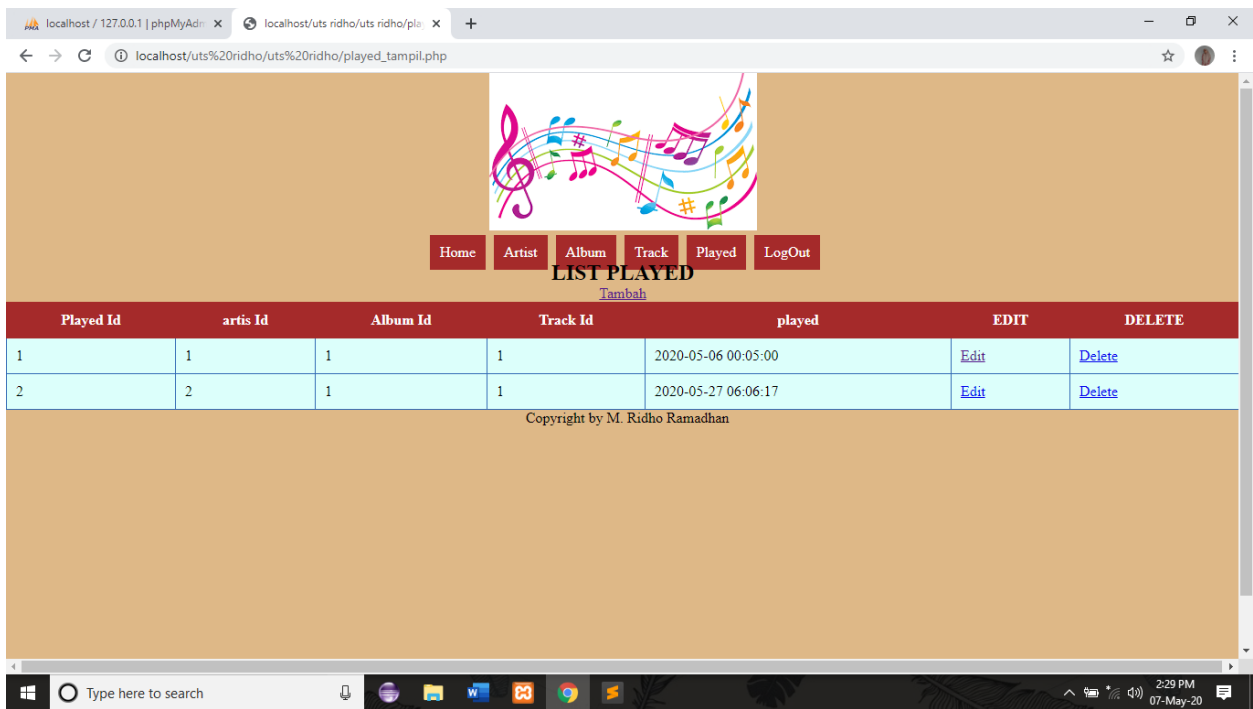 localhost / 127.0.0.1 | phpMyAdm
localhost/uts ridho/uts ridho/pla
localhost/uts%20ridho/uts%20ridho/played_tampil.php
Home Artist Album Track Played LogOut
LIST PLAYED
Tambah
Played Id artis Id Album Id Track Id played EDIT DELETE
1 1 1 1 2020-05-06 00:05:00 Edit Delete
2 2 1 1 2020-05-27 06:06:17 Edit Delete
Copyright by M. Ridho Ramadhan
Type here to search
2:29 PM
07-May-20